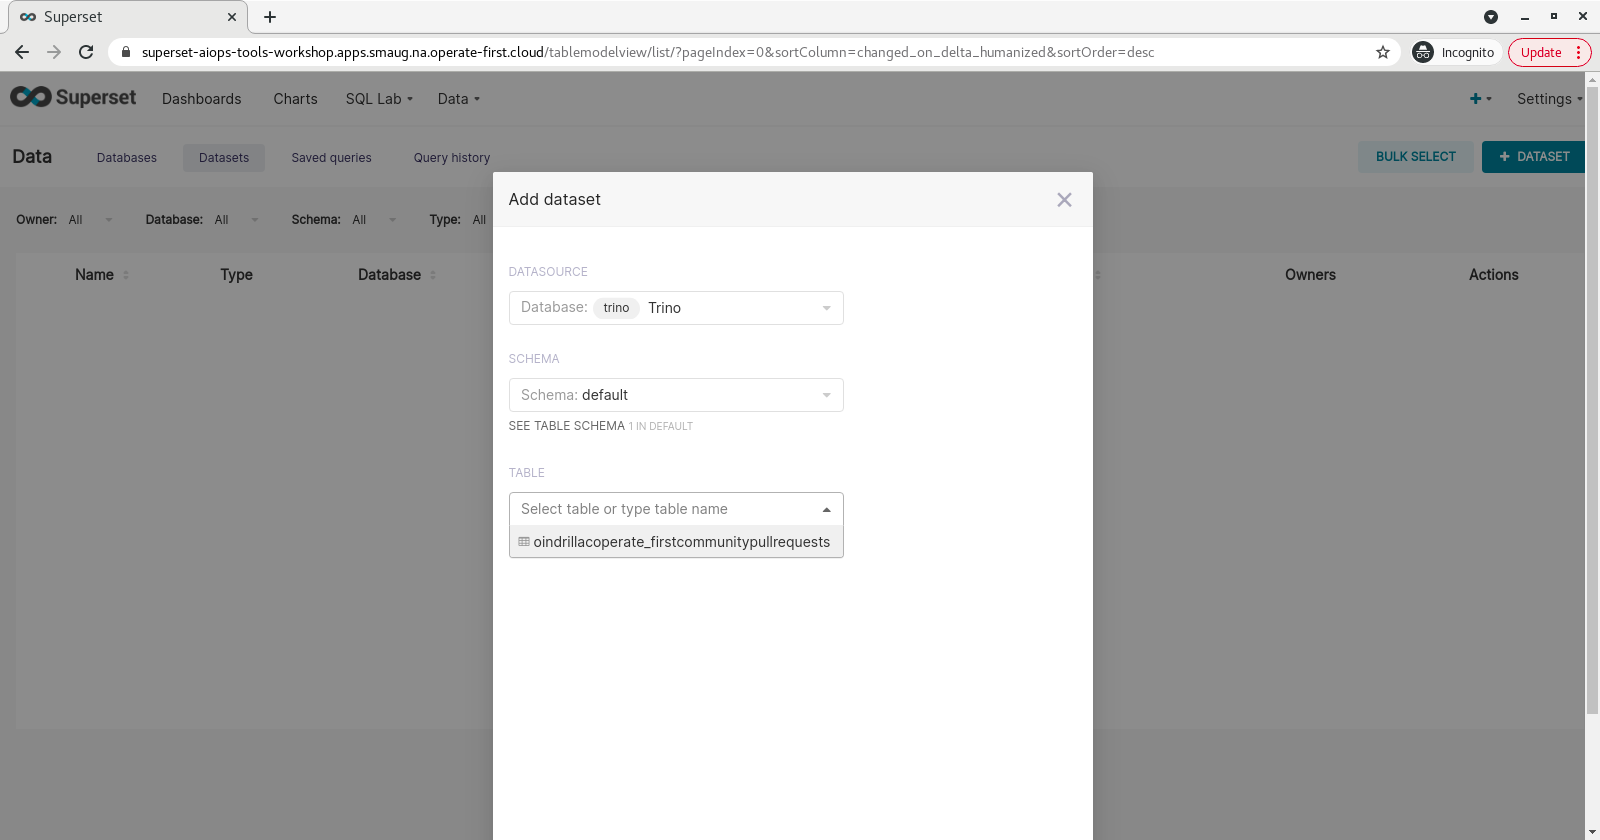 Superset
superset-aiops-tools-workshop.apps.smaug.na.operate-first.cloud/tablemodelview/list/?pageIndex=0&sortColumn=changed_on_delta_humanized&sortOrder=desc
Incognito
Update
Superset
Dashboards
Charts
SQL Lab
Data
Settings
Data
Databases
Datasets
Saved queries
Query history
BULK SELECT
+ DATASET
Owner: All
Database: All
Schema: All
Type: All
Name
Type
Database
Owners
Actions
Add dataset
DATASOURCE
Database: trino Trino
SCHEMA
Schema: default
SEE TABLE SCHEMA 1 IN DEFAULT
TABLE
Select table or type table name
oindrillacoperate_firstcommunitypullrequests